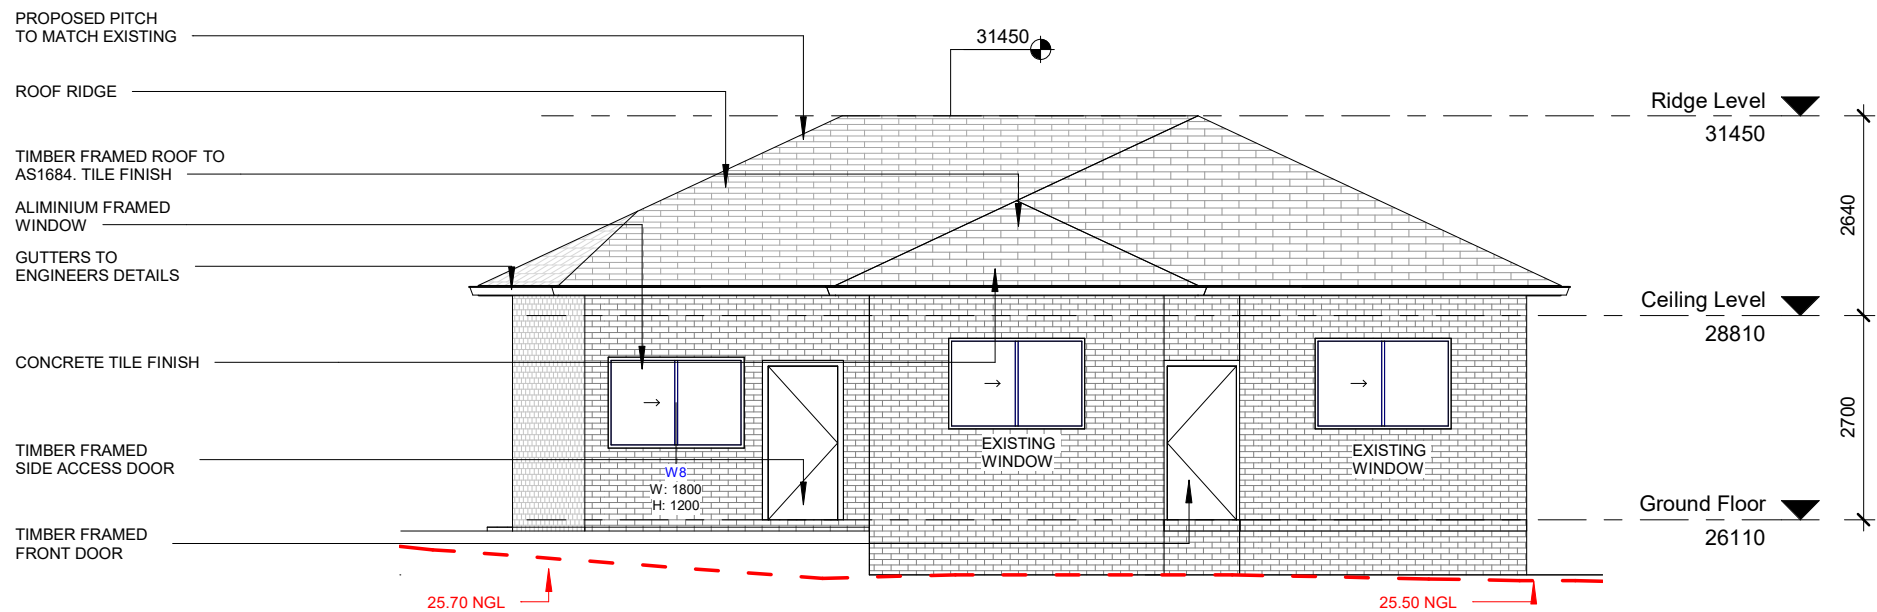 PROPOSED PITCH
TO MATCH EXISTING
ROOF RIDGE
TIMBER FRAMED ROOF TO
AS1684. TILE FINISH
ALIMINIUM FRAMED
WINDOW
GUTTERS TO
ENGINEERS DETAILS
CONCRETE TILE FINISH
TIMBER FRAMED
SIDE ACCESS DOOR
TIMBER FRAMED
FRONT DOOR
31450
W8
W: 1800
H: 1200
EXISTING
WINDOW
EXISTING
WINDOW
25.70 NGL
25.50 NGL
Ridge Level
31450
Ceiling Level
28810
Ground Floor
26110
2640
2700